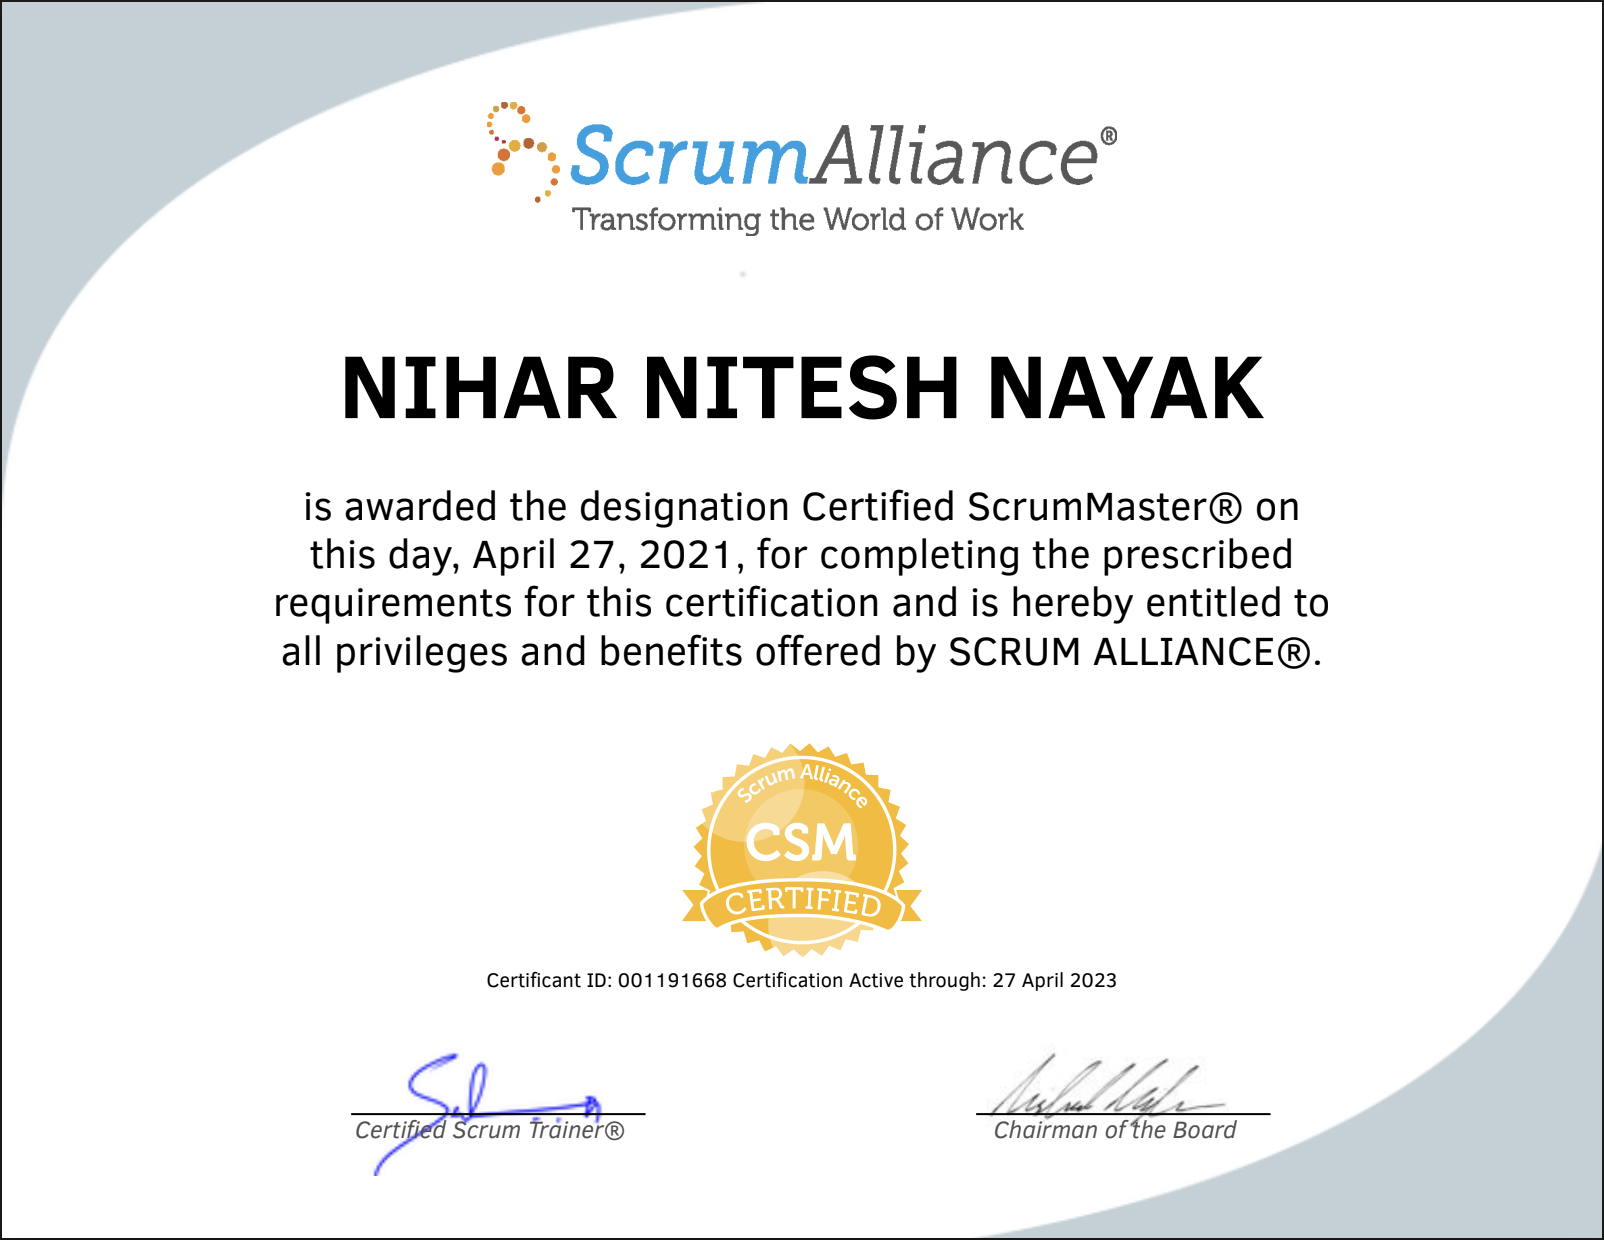 ScrumAlliance®
Transforming the World of Work
NIHAR NITESH NAYAK
is awarded the designation Certified ScrumMaster® on
this day, April 27, 2021, for completing the prescribed
requirements for this certification and is hereby entitled to
all privileges and benefits offered by SCRUM ALLIANCE®.
Scrum Alliance
CSM
CERTIFIED
Certificant ID: 001191668 Certification Active through: 27 April 2023
Certified Scrum Trainer®
Chairman of the Board